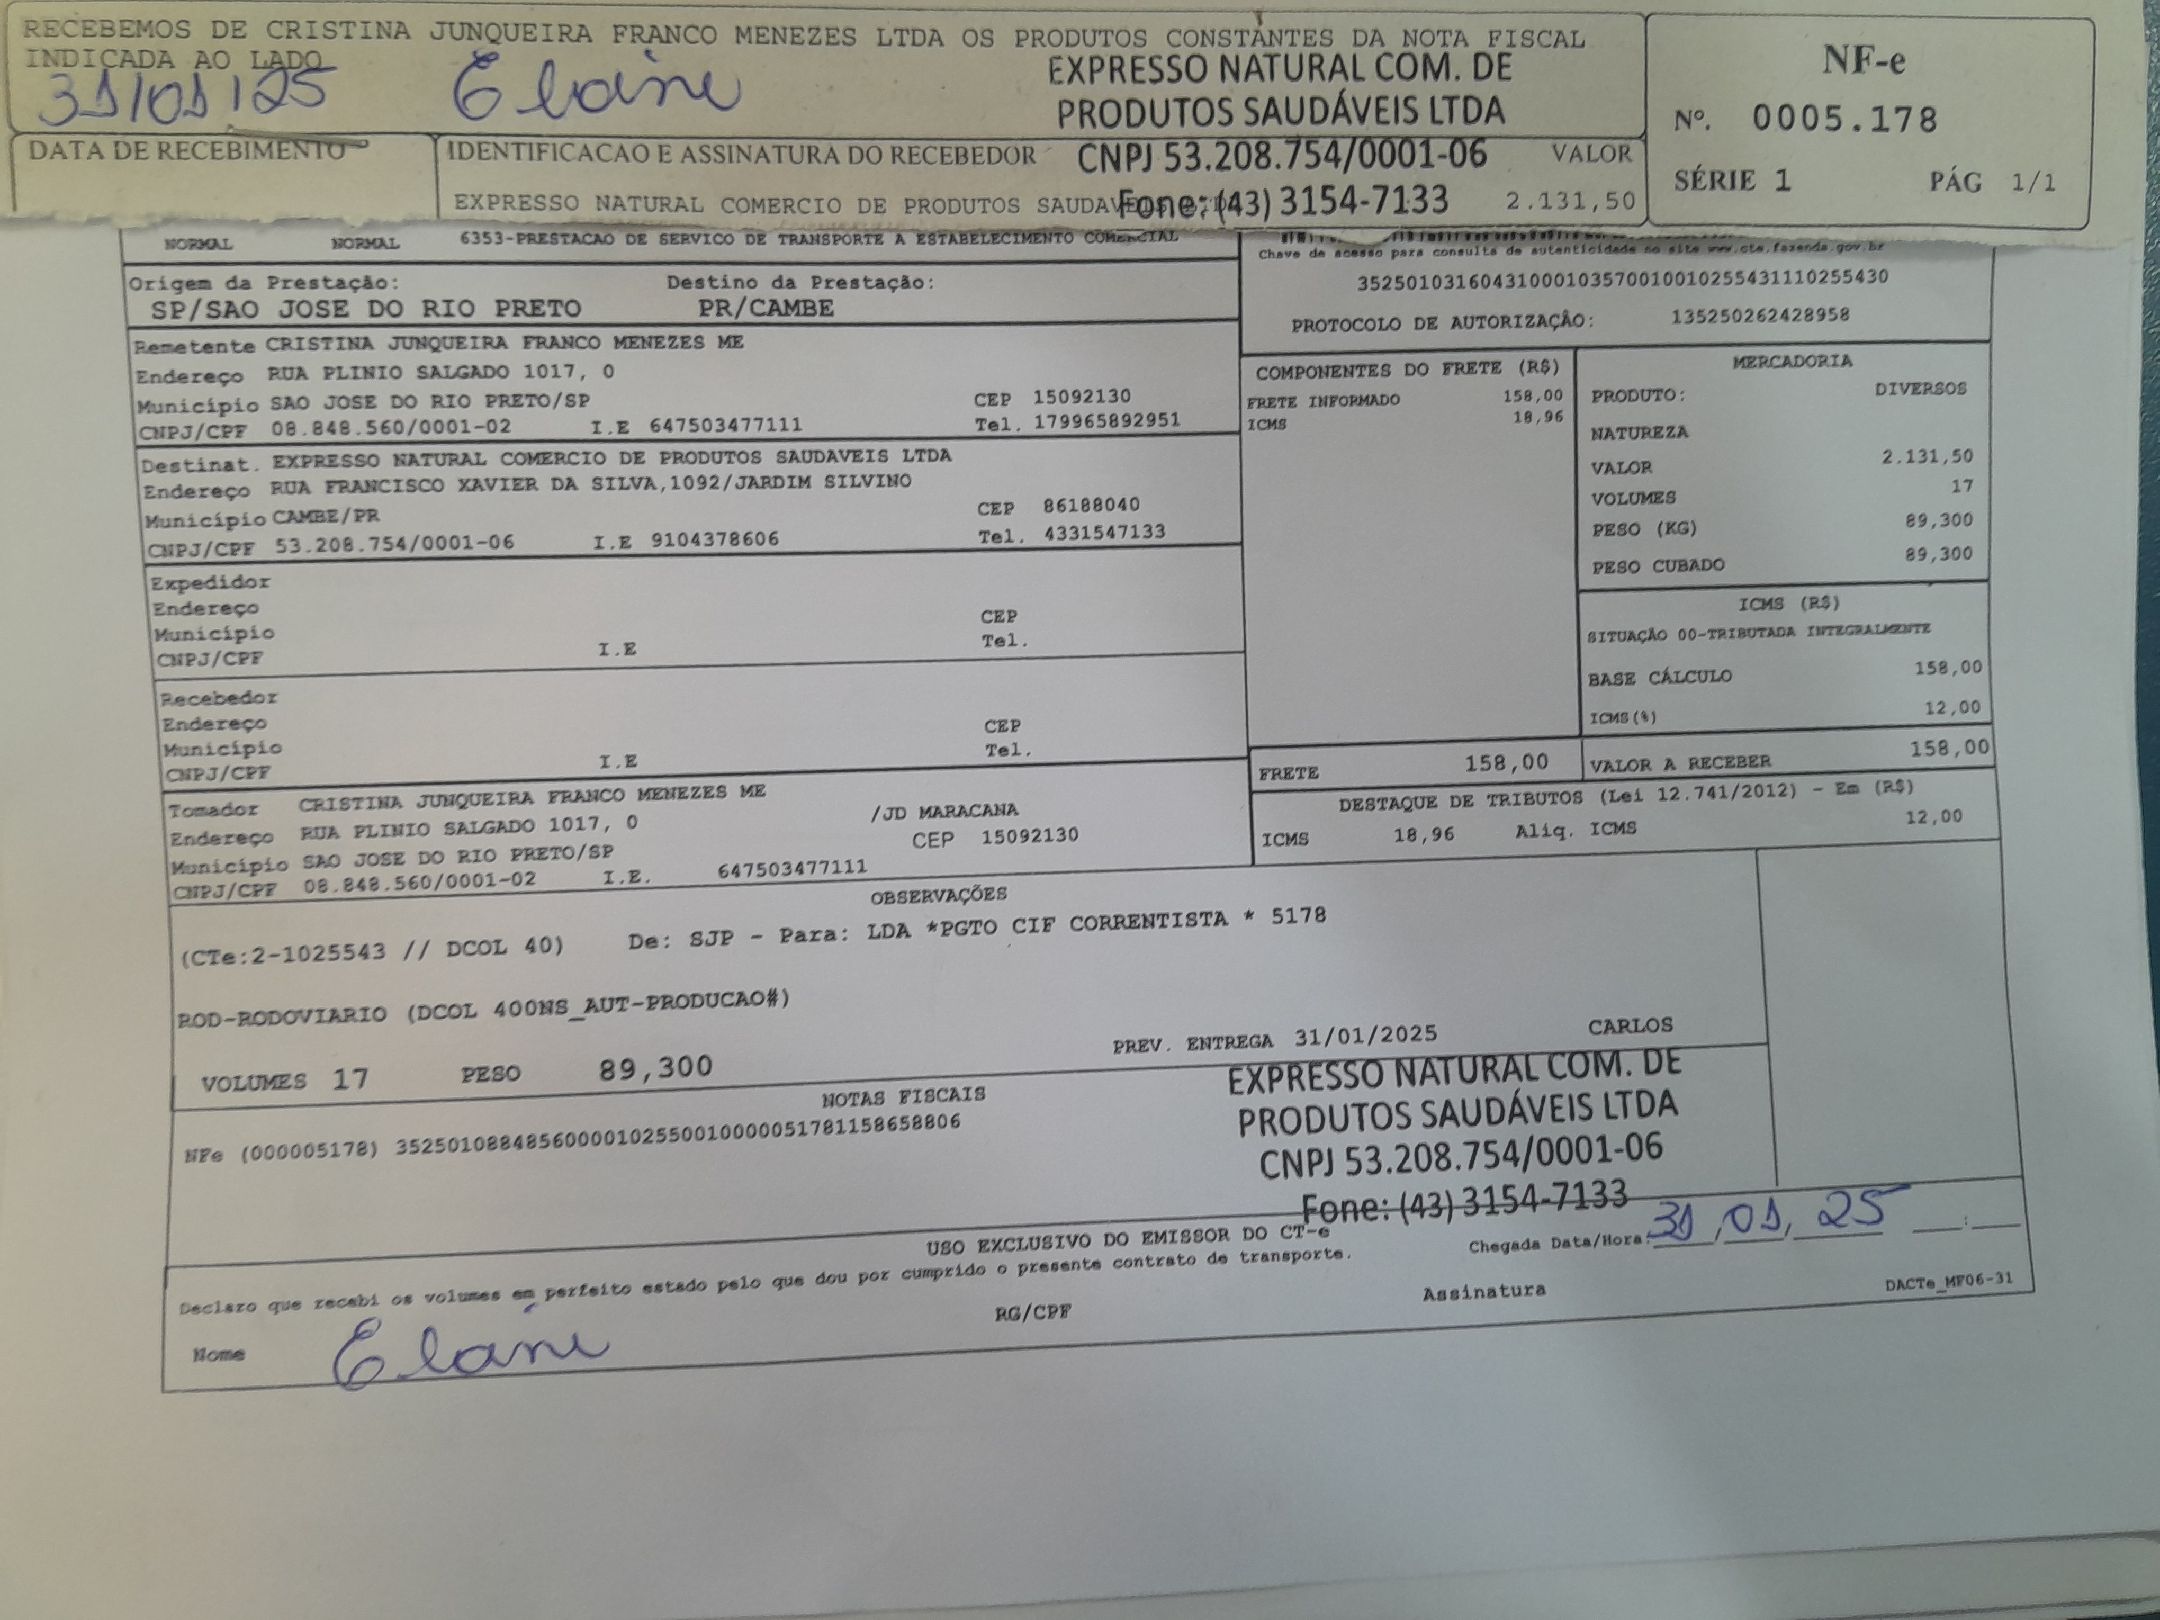 RECEBEMOS DE CRISTINA JUNQUEIRA FRANCO MENEZES LTDA OS PRODUTOS CONSTANTES DA NOTA FISCAL
INDICADA AO LADO
31/01/25 Elaine
EXPRESSO NATURAL COM. DE
PRODUTOS SAUDÁVEIS LTDA
CNPJ 53.208.754/0001-06
Fone: (43) 3154-7133
DATA DE RECEBIMENTO
IDENTIFICACAO E ASSINATURA DO RECEBEDOR
VALOR
EXPRESSO NATURAL COMERCIO DE PRODUTOS
2.131,50
NF-e
Nº. 0005.178
SÉRIE 1 PÁG 1/1
NORMAL NORMAL 6353-PRESTACAO DE SERVICO DE TRANSPORTE A ESTABELECIMENTO COMERCIAL
Chave de acesso para consulta de autenticidade no site www.cte.fazenda.gov.br
35250103160431000103570010010255431110255430
PROTOCOLO DE AUTORIZAÇÃO: 135250262428958
Origem da Prestação: Destino da Prestação:
SP/SAO JOSE DO RIO PRETO PR/CAMBE
Remetente CRISTINA JUNQUEIRA FRANCO MENEZES ME
Endereço RUA PLINIO SALGADO 1017, 0
Município SAO JOSE DO RIO PRETO/SP CEP 15092130
CNPJ/CPF 08.848.560/0001-02 I.E 647503477111 Tel. 179965892951
Destinat. EXPRESSO NATURAL COMERCIO DE PRODUTOS SAUDAVEIS LTDA
Endereço RUA FRANCISCO XAVIER DA SILVA,1092/JARDIM SILVINO
Município CAMBE/PR CEP 86188040
CNPJ/CPF 53.208.754/0001-06 I.E 9104378606 Tel. 4331547133
Expedidor
Endereço CEP
Município Tel.
CNPJ/CPF I.E
Recebedor
Endereço CEP
Município Tel.
CNPJ/CPF I.E
Tomador CRISTINA JUNQUEIRA FRANCO MENEZES ME
Endereço RUA PLINIO SALGADO 1017, 0 /JD MARACANA
Município SAO JOSE DO RIO PRETO/SP CEP 15092130
CNPJ/CPF 08.848.560/0001-02 I.E. 647503477111
COMPONENTES DO FRETE (R$)
FRETE INFORMADO 158,00
ICMS 18,96
MERCADORIA
PRODUTO: DIVERSOS
NATUREZA
VALOR 2.131,50
VOLUMES 17
PESO (KG) 89,300
PESO CUBADO 89,300
ICMS (R$)
SITUAÇÃO 00-TRIBUTADA INTEGRALMENTE
BASE CÁLCULO 158,00
ICMS(%) 12,00
FRETE 158,00 VALOR A RECEBER 158,00
DESTAQUE DE TRIBUTOS (Lei 12.741/2012) - Em (R$)
ICMS 18,96 Aliq. ICMS 12,00
OBSERVAÇÕES
(CTe:2-1025543 // DCOL 40) De: SJP - Para: LDA *PGTO CIF CORRENTISTA * 5178
ROD-RODOVIARIO (DCOL 400NS_AUT-PRODUCAO#)
PREV. ENTREGA 31/01/2025 CARLOS
VOLUMES 17 PESO 89,300
NOTAS FISCAIS
NFe (000005178) 35250108848560000102550010000051781158658806
EXPRESSO NATURAL COM. DE
PRODUTOS SAUDÁVEIS LTDA
CNPJ 53.208.754/0001-06
Fone: (43) 3154-7133
USO EXCLUSIVO DO EMISSOR DO CT-e
Chegada Data/Hora: 31, 01, 25 :
Declaro que recebi os volumes em perfeito estado pelo que dou por cumprido o presente contrato de transporte.
Nome Elaine RG/CPF Assinatura DACTe_MF06-31